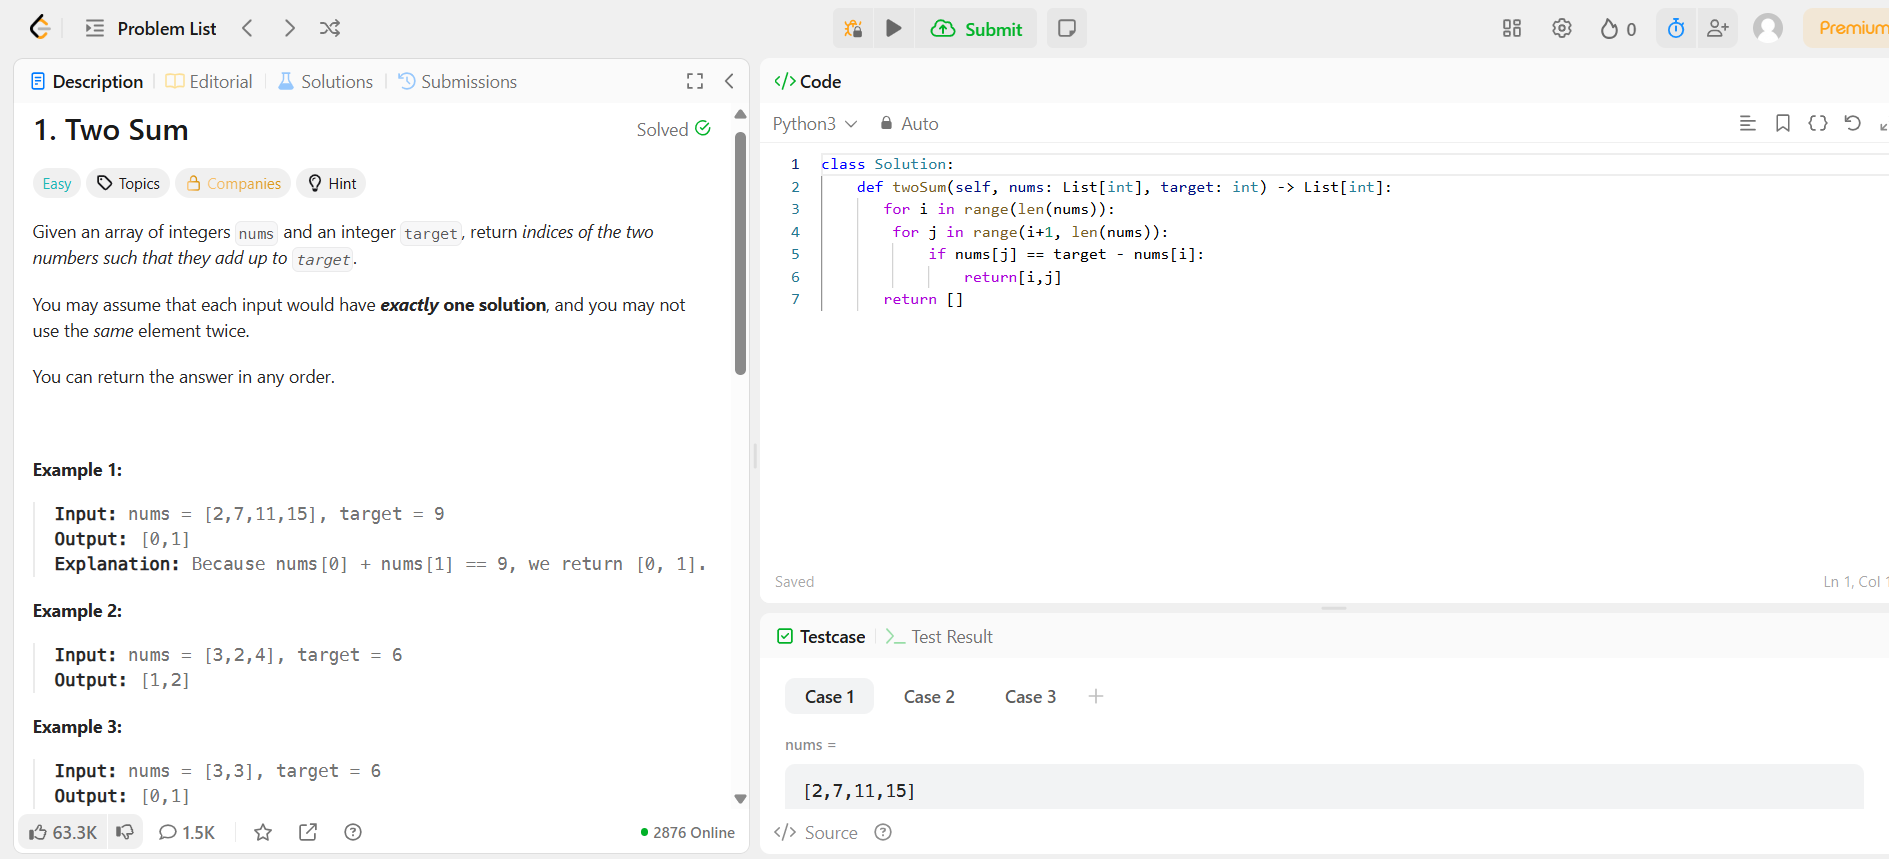 Problem List
Submit
0
Premium
Description
Editorial
Solutions
Submissions
1. Two Sum
Solved
Easy
Topics
Companies
Hint
Given an array of integers nums and an integer target, return indices of the two
numbers such that they add up to target.
You may assume that each input would have exactly one solution, and you may not
use the same element twice.
You can return the answer in any order.
Example 1:
Input: nums = [2,7,11,15], target = 9
Output: [0,1]
Explanation: Because nums[0] + nums[1] == 9, we return [0, 1].
Example 2:
Input: nums = [3,2,4], target = 6
Output: [1,2]
Example 3:
Input: nums = [3,3], target = 6
Output: [0,1]
63.3K
1.5K
2876 Online
</> Code
Python3
Auto
1 class Solution:
2 def twoSum(self, nums: List[int], target: int) -> List[int]:
3 for i in range(len(nums)):
4 for j in range(i+1, len(nums)):
5 if nums[j] == target - nums[i]:
6 return[i,j]
7 return []
Saved
Ln 1, Col 1
Testcase
Test Result
Case 1
Case 2
Case 3
nums =
[2,7,11,15]
</> Source